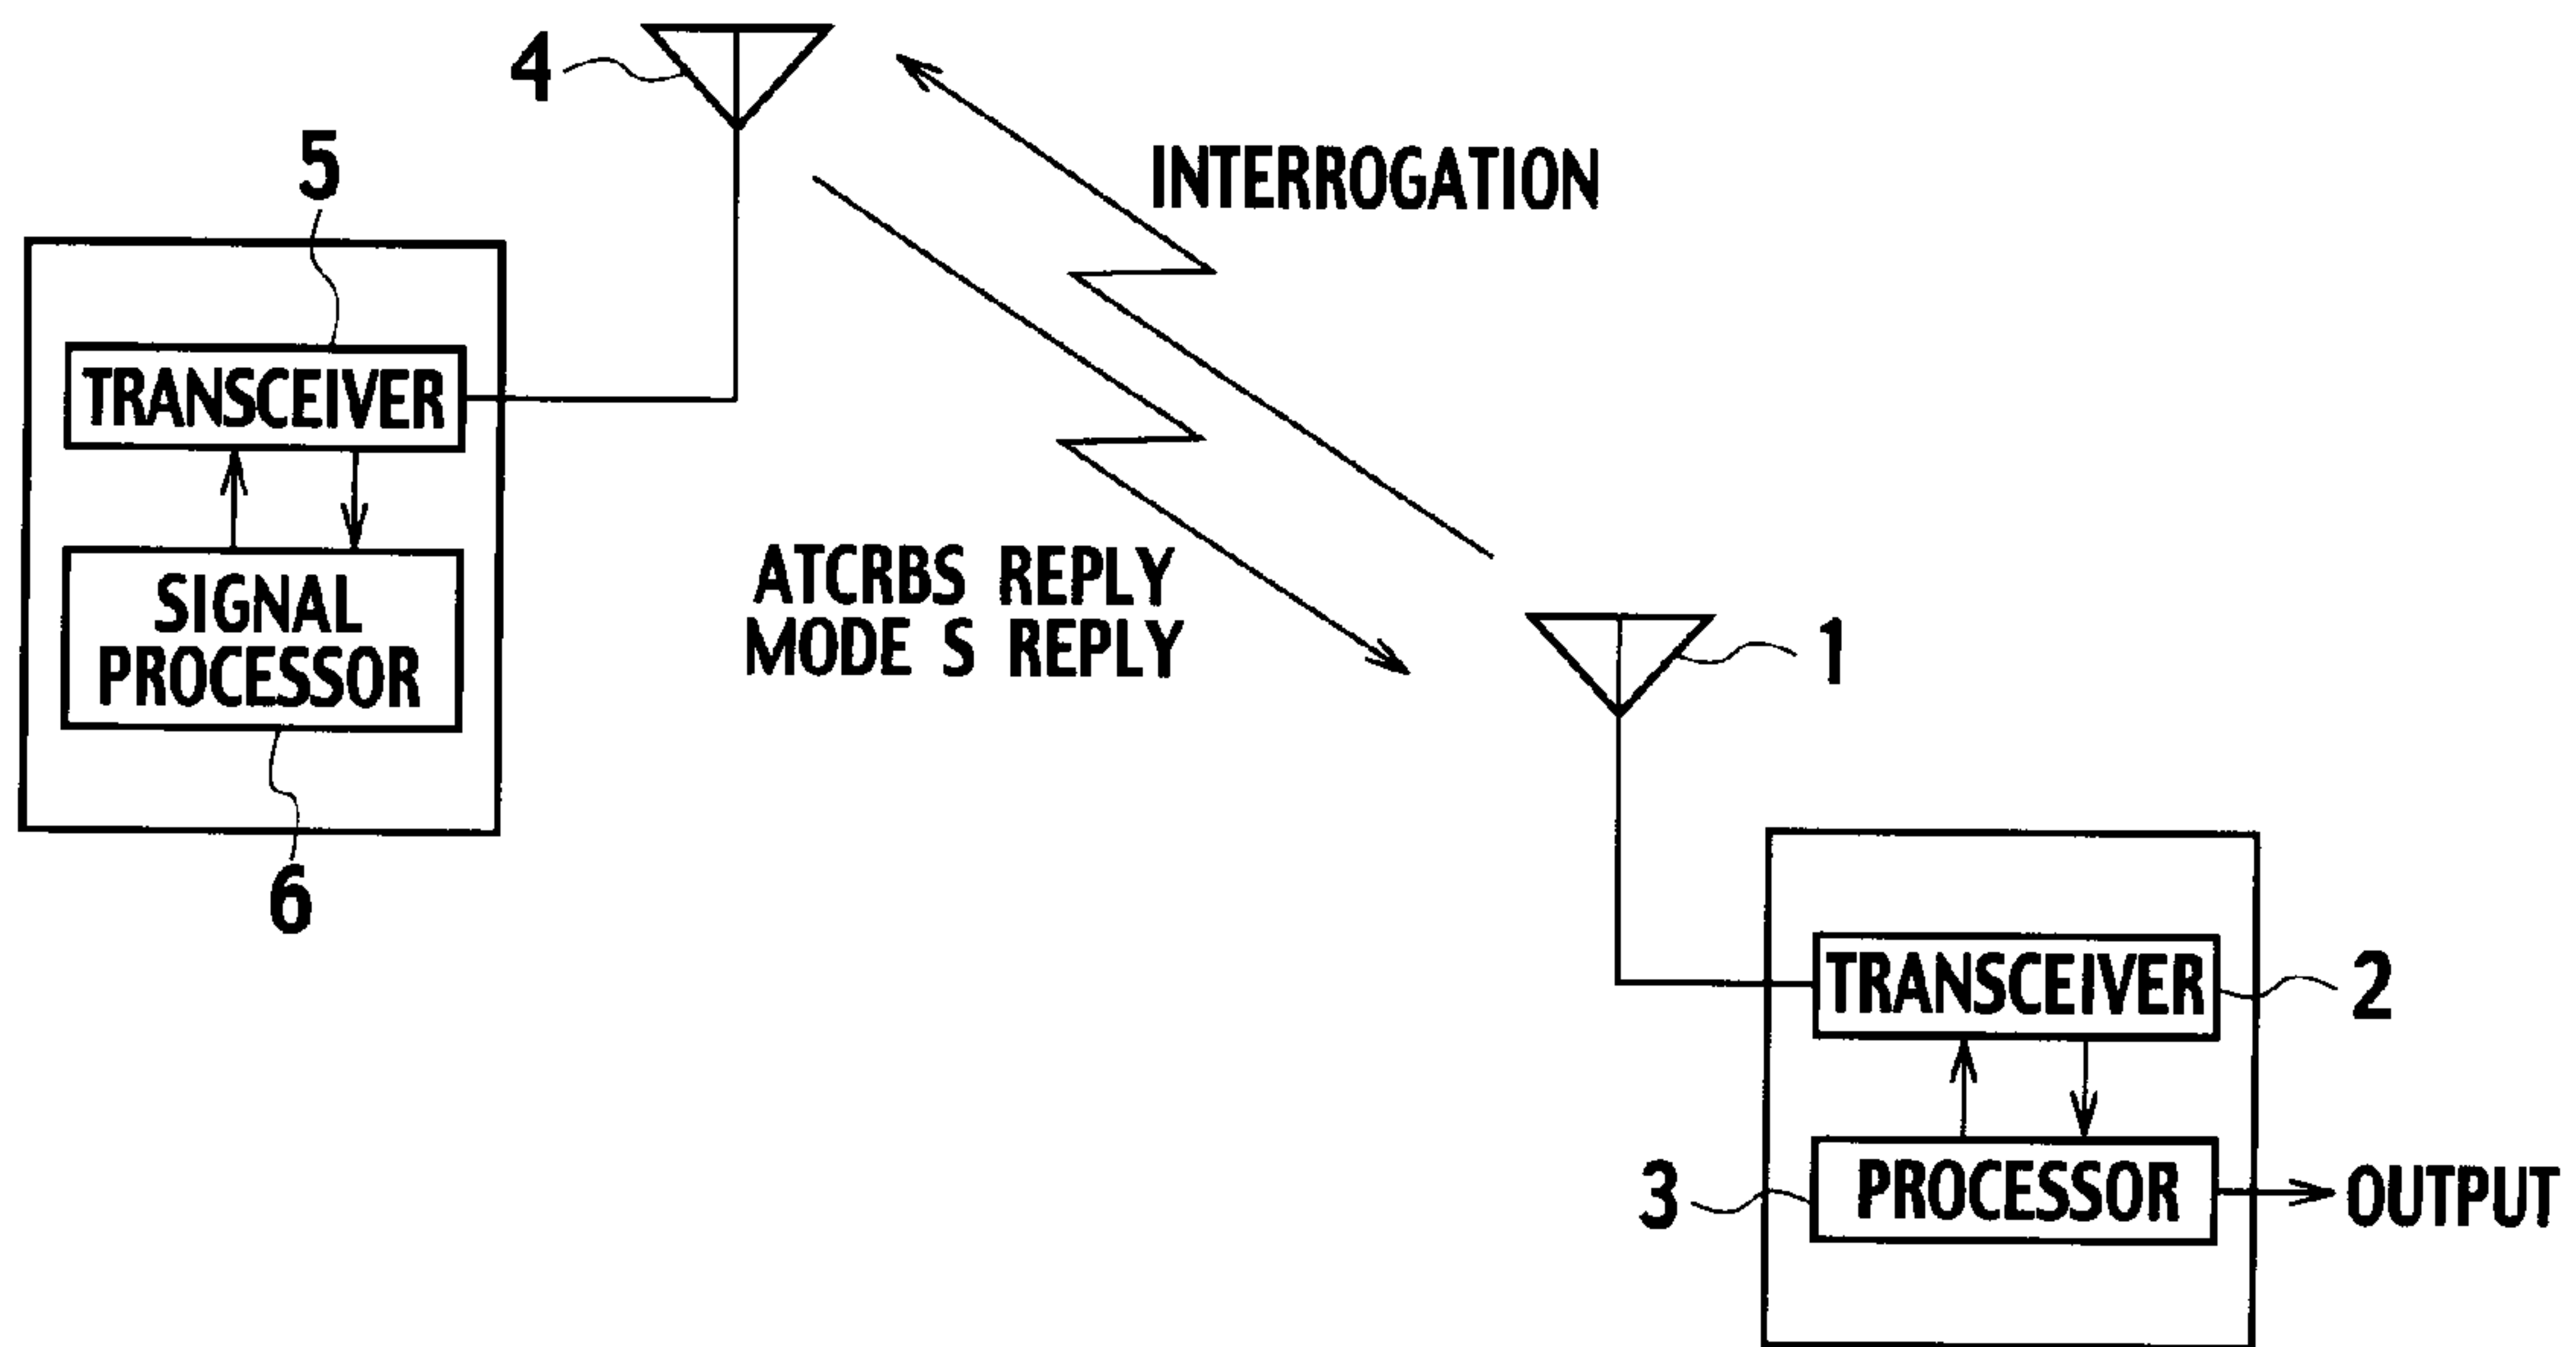 4
INTERROGATION
5
TRANSCEIVER
SIGNAL
PROCESSOR
6
ATCRBS REPLY
MODE S REPLY
1
TRANSCEIVER
2
3
PROCESSOR
OUTPUT